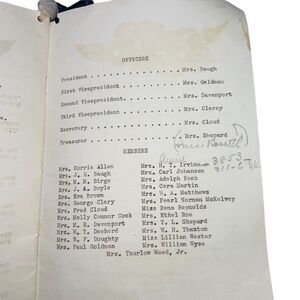 OFFICERS
President . . . . . . . . . . . . . . . Mrs. Baugh
First Vicepresident . . . . . . . . . . Mrs. Geldman
Second Vicepresident . . . . . . . . . Mrs. Davenport
Third Vicepresident . . . . . . . . . . Mrs. Clarey
Secretary . . . . . . . . . . . . . . . Mrs. Cloud
Treasurer . . . . . . . . . . . . . . . Mrs. Shepard
MEMBERS
Mrs. Corrie Allen
Mrs. J. H. Baugh
Mrs. H. M. Birge
Mrs. J. A. Boyle
Mrs. Eva Brown
Mrs. George Clary
Mrs. Fred Cloud
Mrs. Molly Connor Cook
Mrs. M. E. Davenport
Mrs. W. T. Dechard
Mrs. W. F. Doughty
Mrs. Paul Goldman
Mrs. H. T. Irvine
Mrs. Carl Johansen
Mrs. Adolph Koch
Mrs. Cora Martin
Mrs. W. A. Matthews
Mrs. Pearl Norman McKelvey
Miss Rena Reynolds
Mrs. Ethel Roe
Mrs. T. L. Shepard
Mrs. W. H. Thaxton
Miss Lillian Wester
Mrs. William Wyse
Mrs. Thurlow Weed, Jr.